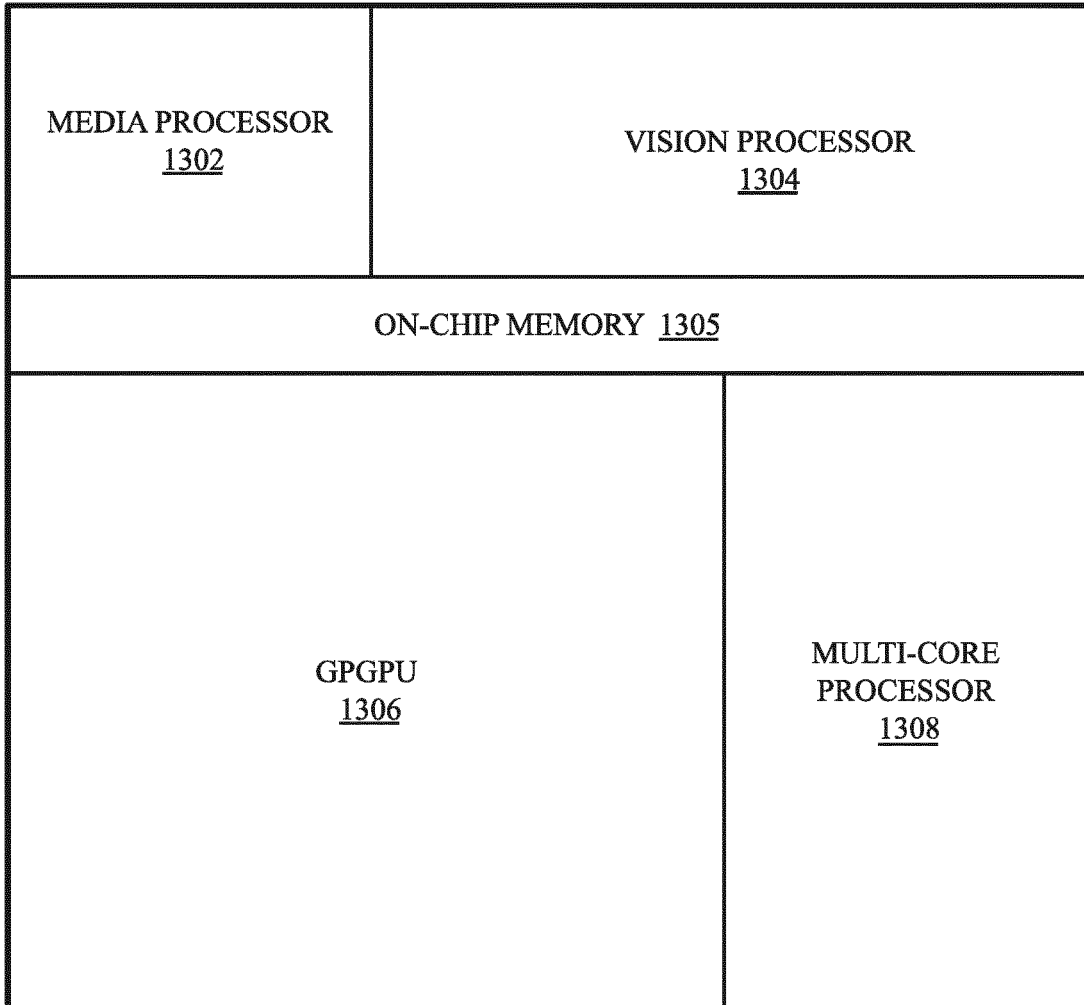 MEDIA PROCESSOR
1302
VISION PROCESSOR
1304
ON-CHIP MEMORY 1305
GPGPU
1306
MULTI-CORE
PROCESSOR
1308